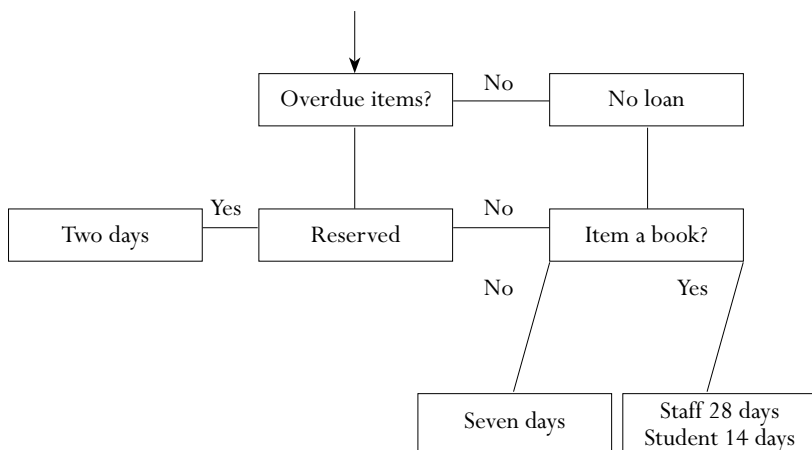 No
Overdue items?
No loan
Yes
No
Two days
Reserved
Item a book?
No
Yes
Seven days
Staff 28 days
Student 14 days